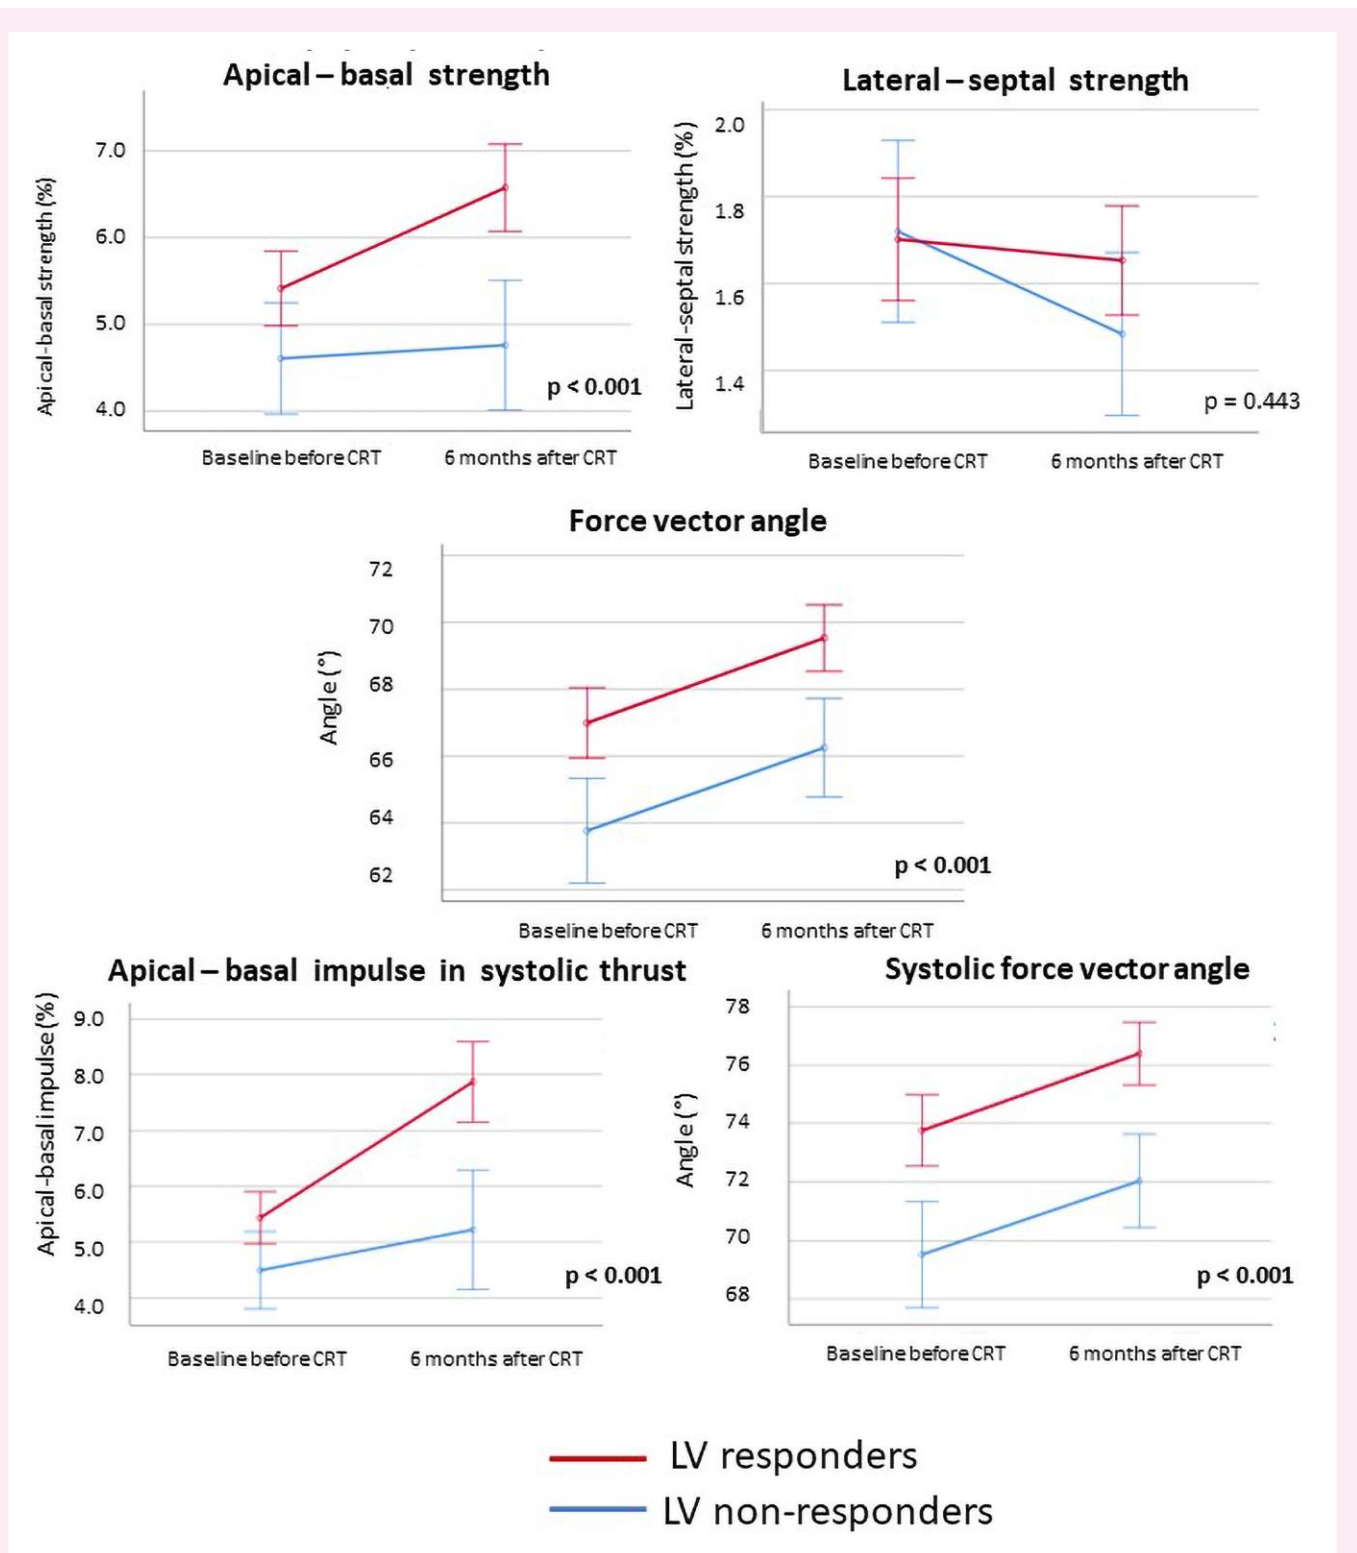 Apical – basal strength
Apical-basal strength (%)
7.0
6.0
5.0
4.0
p < 0.001
Baseline before CRT
6 months after CRT
Lateral – septal strength
Lateral-septal strength (%)
2.0
1.8
1.6
1.4
p = 0.443
Baseline before CRT
6 months after CRT
Force vector angle
Angle (°)
72
70
68
66
64
62
p < 0.001
Baseline before CRT
6 months after CRT
Apical – basal impulse in systolic thrust
Apical-basal impulse (%)
9.0
8.0
7.0
6.0
5.0
4.0
p < 0.001
Baseline before CRT
6 months after CRT
Systolic force vector angle
Angle (°)
78
76
74
72
70
68
p < 0.001
Baseline before CRT
6 months after CRT
LV responders
LV non-responders